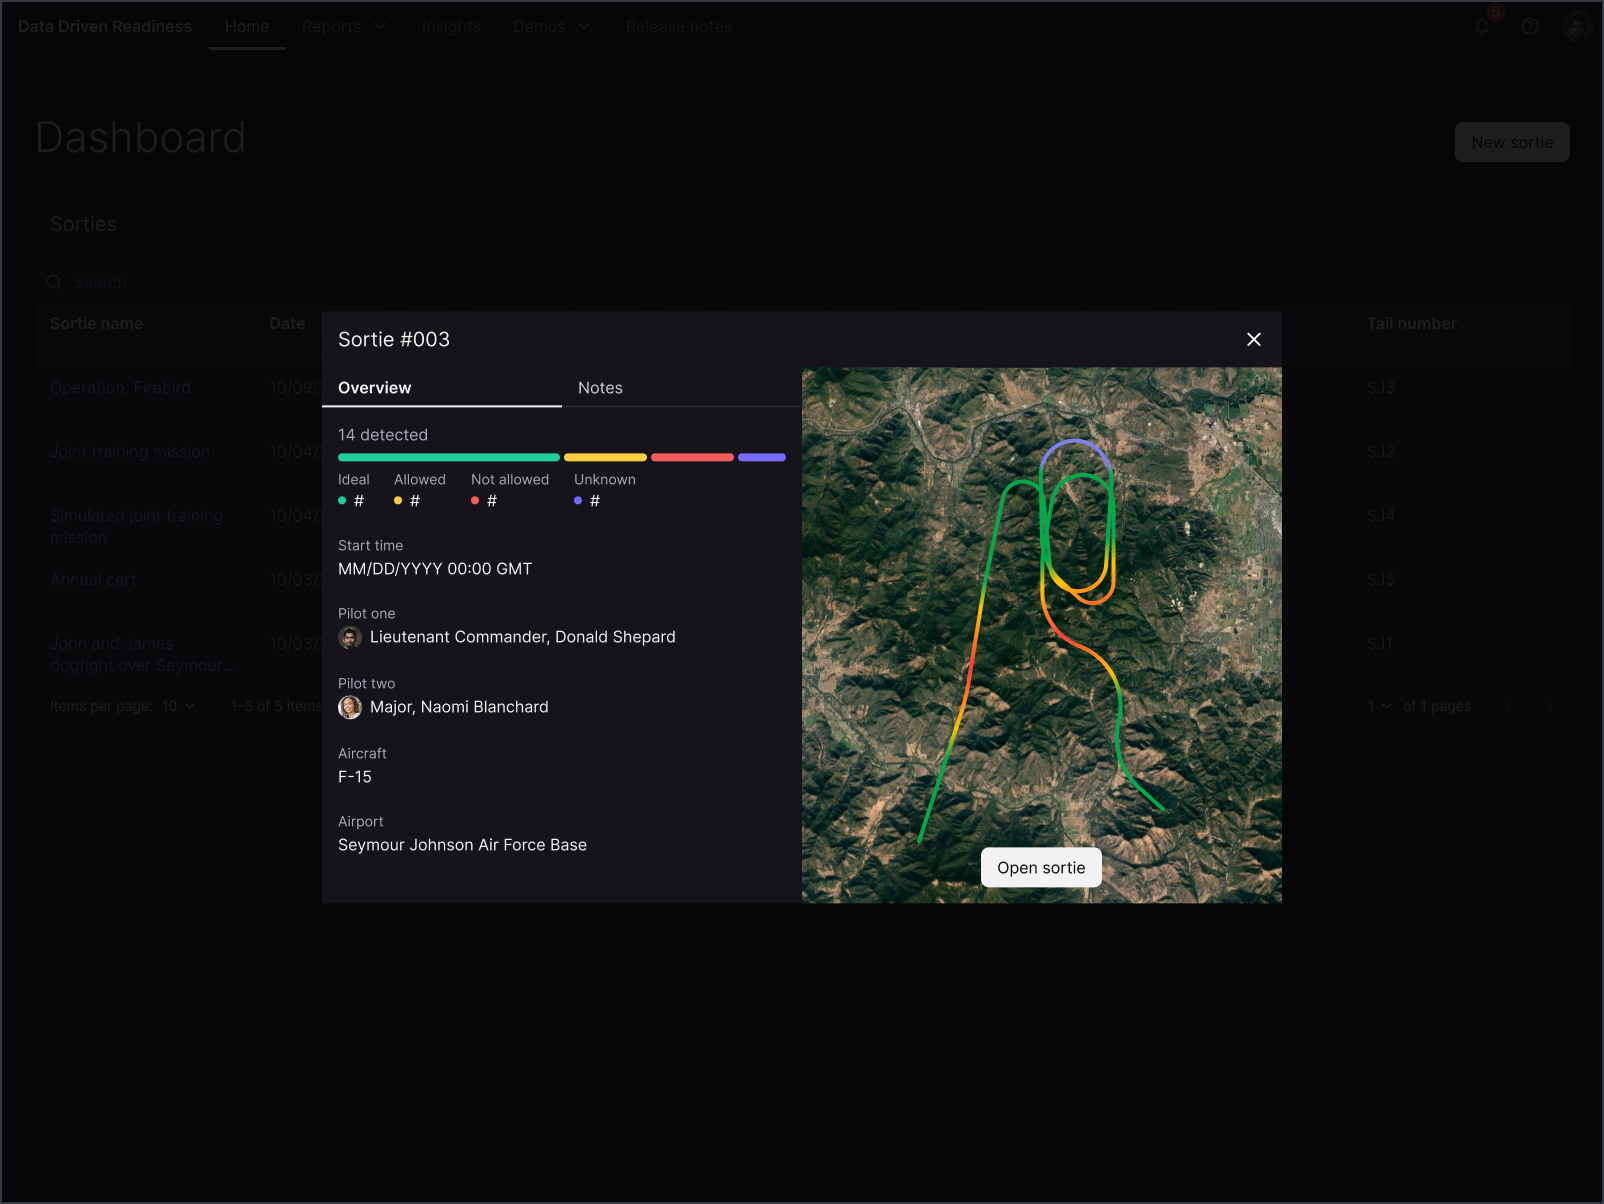 Data Driven Readiness
Home
Reports
Insights
Demos
Release notes
5
Dashboard
New sortie
Sorties
Search
Sortie name
Date
Tail number
Operation: Firebird
10/09/2
SJ3
Joint training mission
10/04/2
SJ2
Simulated joint training
mission
10/04/2
SJ4
Annual cert
10/03/2
SJ5
John and James
dogfight over Seymour...
10/03/2
SJ1
Items per page: 10
1–5 of 5 items
1
of 1 pages
Sortie #003
Overview
Notes
14 detected
Ideal
Allowed
Not allowed
Unknown
#
#
#
#
Start time
MM/DD/YYYY 00:00 GMT
Pilot one
Lieutenant Commander, Donald Shepard
Pilot two
Major, Naomi Blanchard
Aircraft
F-15
Airport
Seymour Johnson Air Force Base
Open sortie